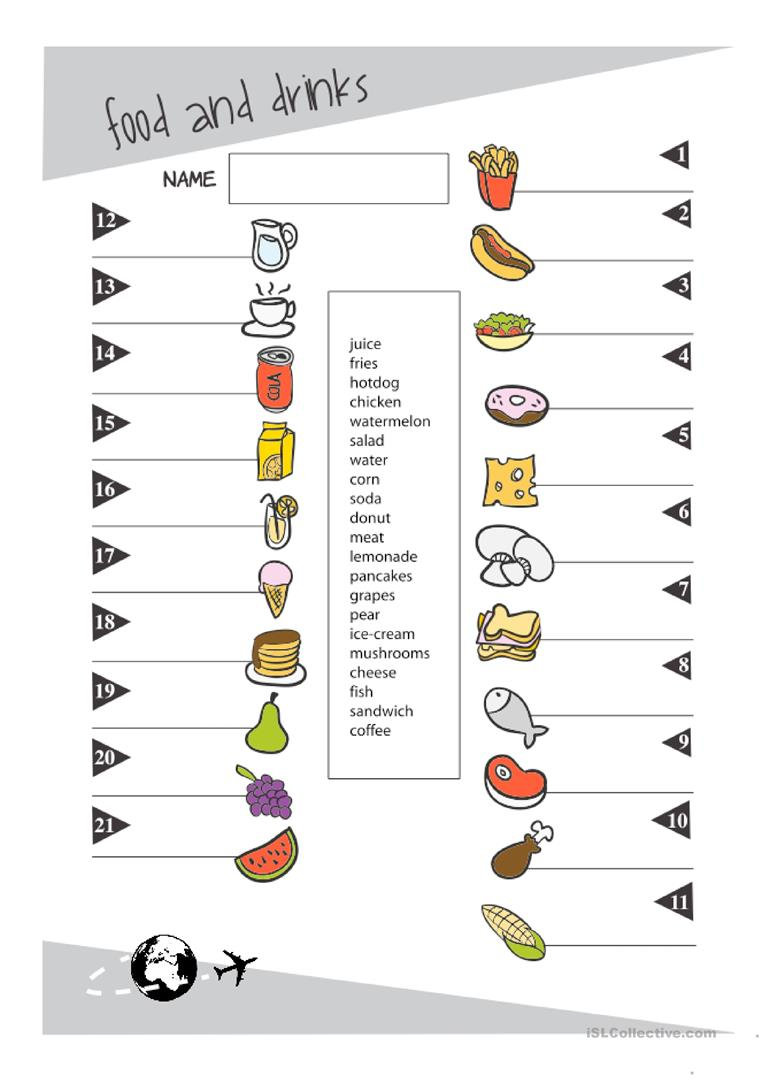 food and drinks
NAME
1
2
3
4
5
6
7
8
9
10
11
12
13
14
COLA
15
16
17
18
19
20
21
juice
fries
hotdog
chicken
watermelon
salad
water
corn
soda
donut
meat
lemonade
pancakes
grapes
pear
ice-cream
mushrooms
cheese
fish
sandwich
coffee
iSLCollective.com